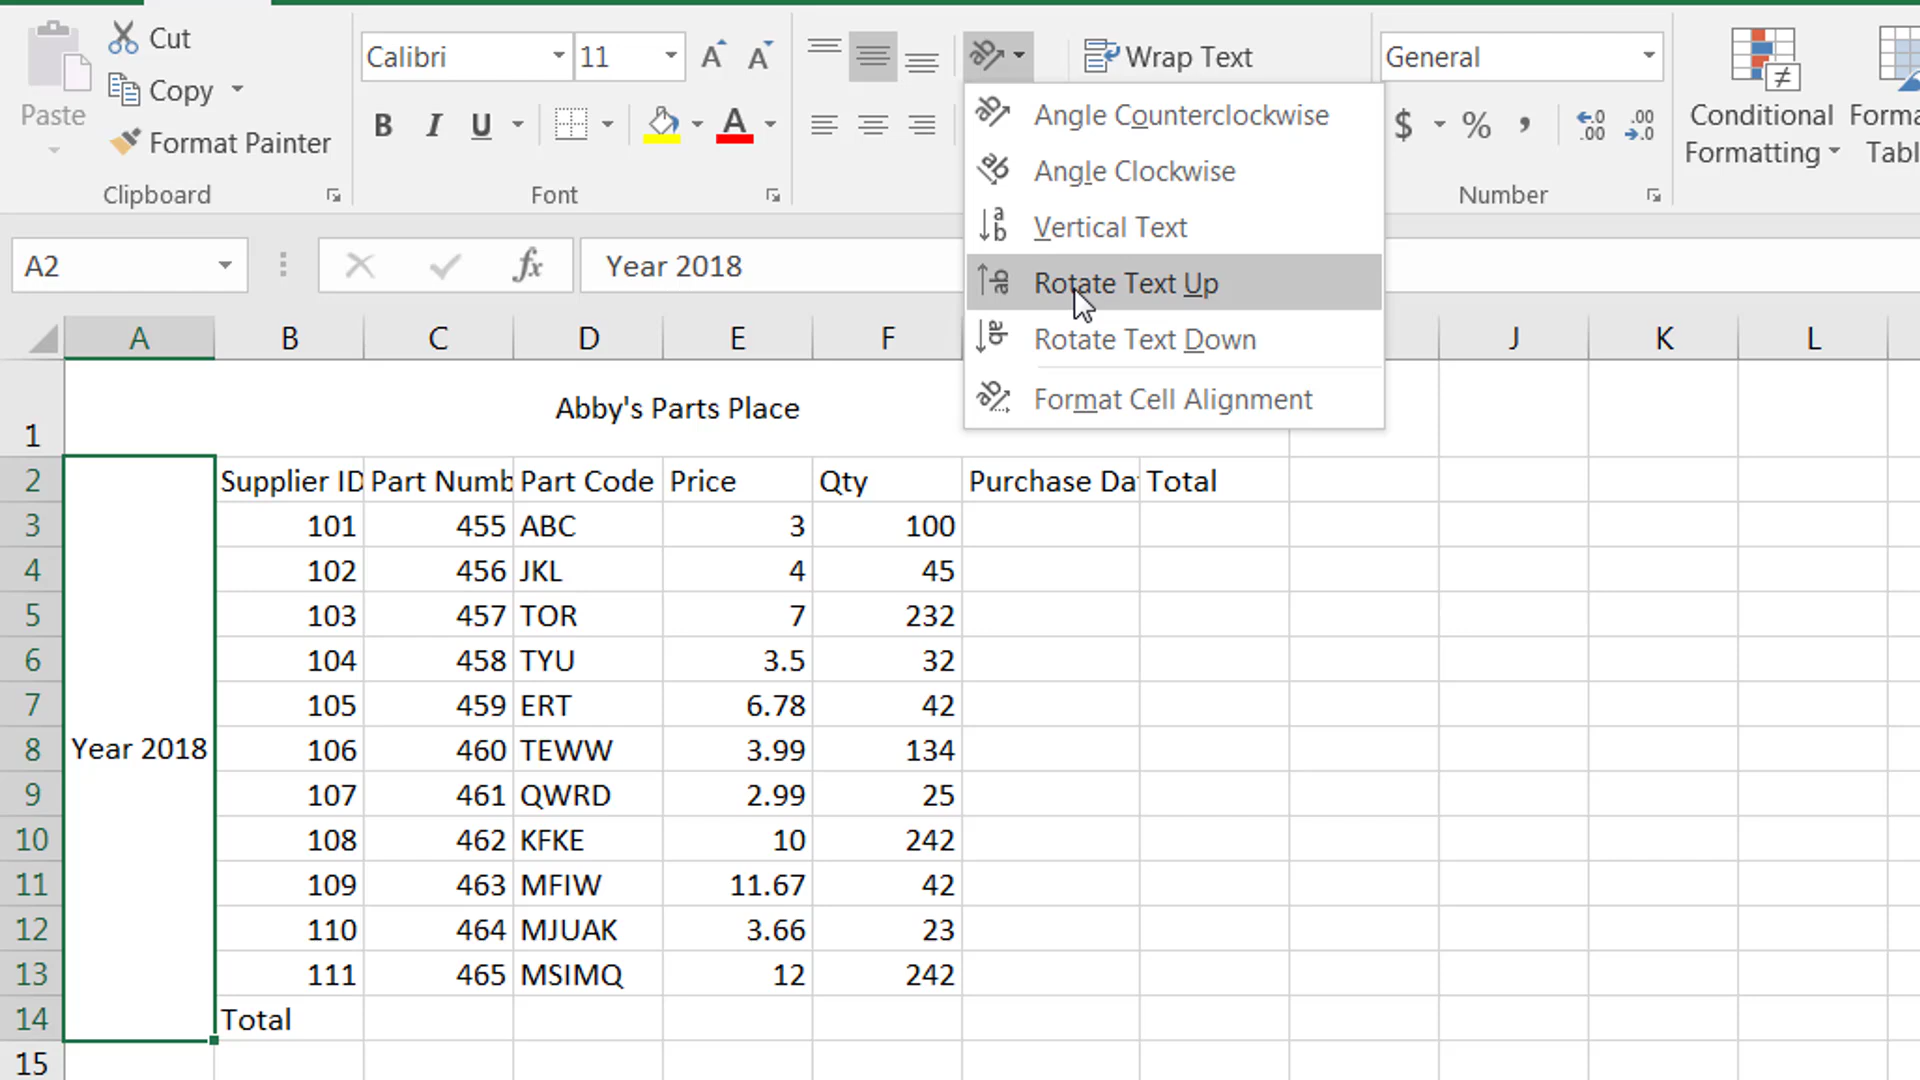 Cut
Copy
Paste
Format Painter
Clipboard
Calibri
11
A A
B I U
A
Font
Wrap Text
Angle Counterclockwise
Angle Clockwise
Vertical Text
Rotate Text Up
Rotate Text Down
Format Cell Alignment
General
$ % ,
.0 .00
.00 .0
Number
Conditional
Formatting
A2
fx
Year 2018
A B C D E F J K L
1 Abby's Parts Place
2 Supplier ID Part Numb Part Code Price Qty Purchase Da Total
3 101 455 ABC 3 100
4 102 456 JKL 4 45
5 103 457 TOR 7 232
6 104 458 TYU 3.5 32
7 105 459 ERT 6.78 42
8 Year 2018 106 460 TEWW 3.99 134
9 107 461 QWRD 2.99 25
10 108 462 KFKE 10 242
11 109 463 MFIW 11.67 42
12 110 464 MJUAK 3.66 23
13 111 465 MSIMQ 12 242
14 Total
15